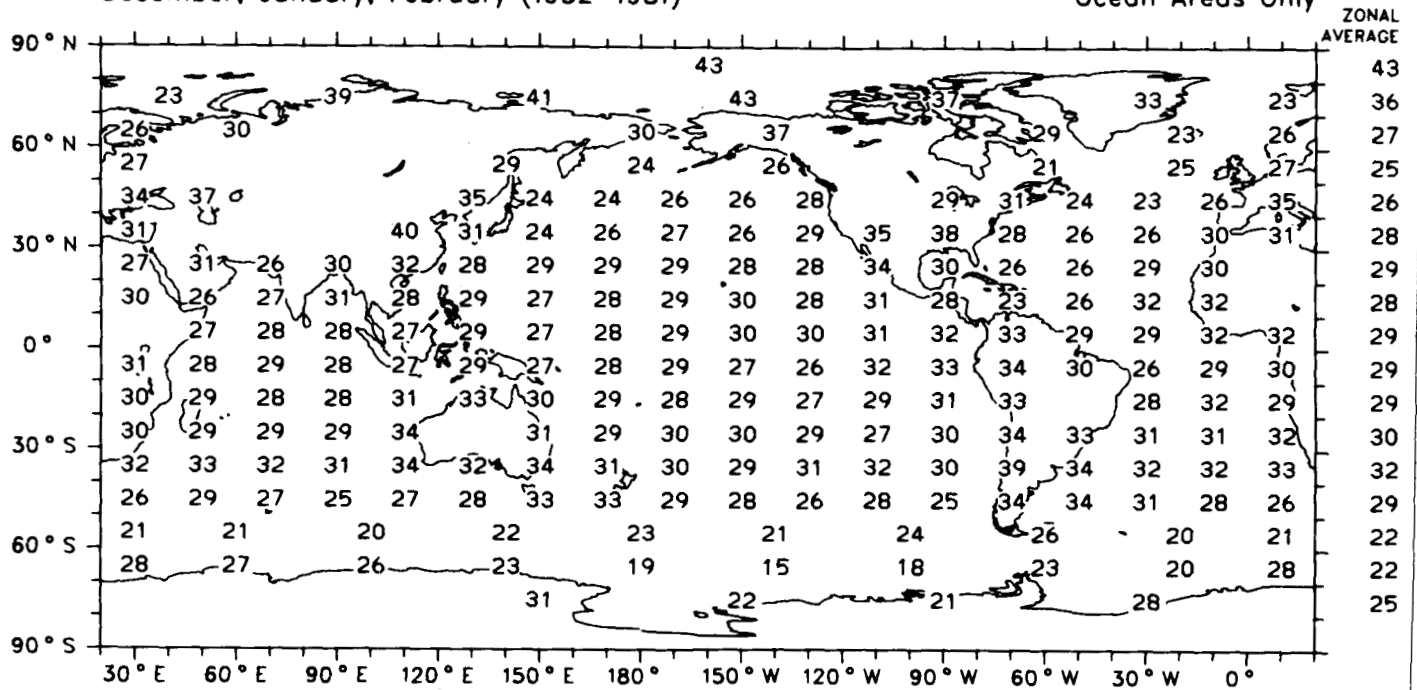 December, January, February (1952-1981) Ocean Areas Only
ZONAL
AVERAGE
90°N
43 43
23 39 41 43 37 33 23 36
26 30 30 37 29 23 26 27
60°N
27 29 24 26 21 25 27 25
34 37 35 24 24 26 26 28 29 31 24 23 26 35 26
31 40 31 24 26 27 26 29 35 38 28 26 26 30 31 28
30°N
27 31 26 30 32 28 29 29 29 28 28 34 30 26 26 29 30 29
30 26 27 31 28 29 27 28 29 30 28 31 28 23 26 32 32 28
27 28 28 27 29 27 28 29 30 30 31 32 33 29 29 32 32 29
0°
31 28 29 28 27 29 27 28 29 27 26 32 33 34 30 26 29 30 29
30 29 28 28 31 33 30 29 28 29 27 29 31 33 28 32 29 29
30 29 29 29 34 31 29 30 30 29 27 30 34 33 31 31 32 30
30°S
32 33 32 31 34 32 34 31 30 29 31 32 30 39 34 32 32 33 32
26 29 27 25 27 28 33 33 29 28 26 28 25 34 34 31 28 26 29
21 21 20 22 23 21 24 26 20 21 22
60°S
28 27 26 23 19 15 18 23 20 28 22
31 22 21 28 25
90°S
30°E 60°E 90°E 120°E 150°E 180° 150°W 120°W 90°W 60°W 30°W 0°